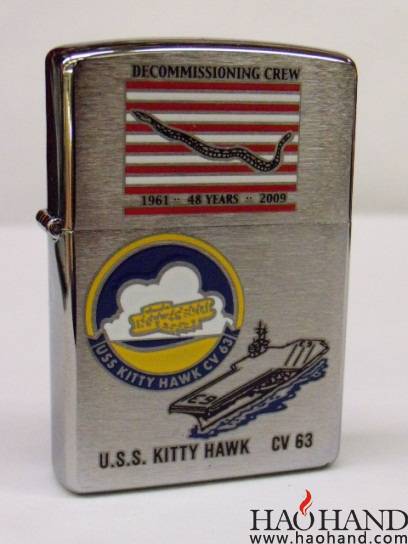 DECOMMISSIONING CREW
1961 :: 48 YEARS :: 2009
USS KITTY HAWK CV 63
63
U.S.S. KITTY HAWK CV 63
HAOHAND
www.haohand.com